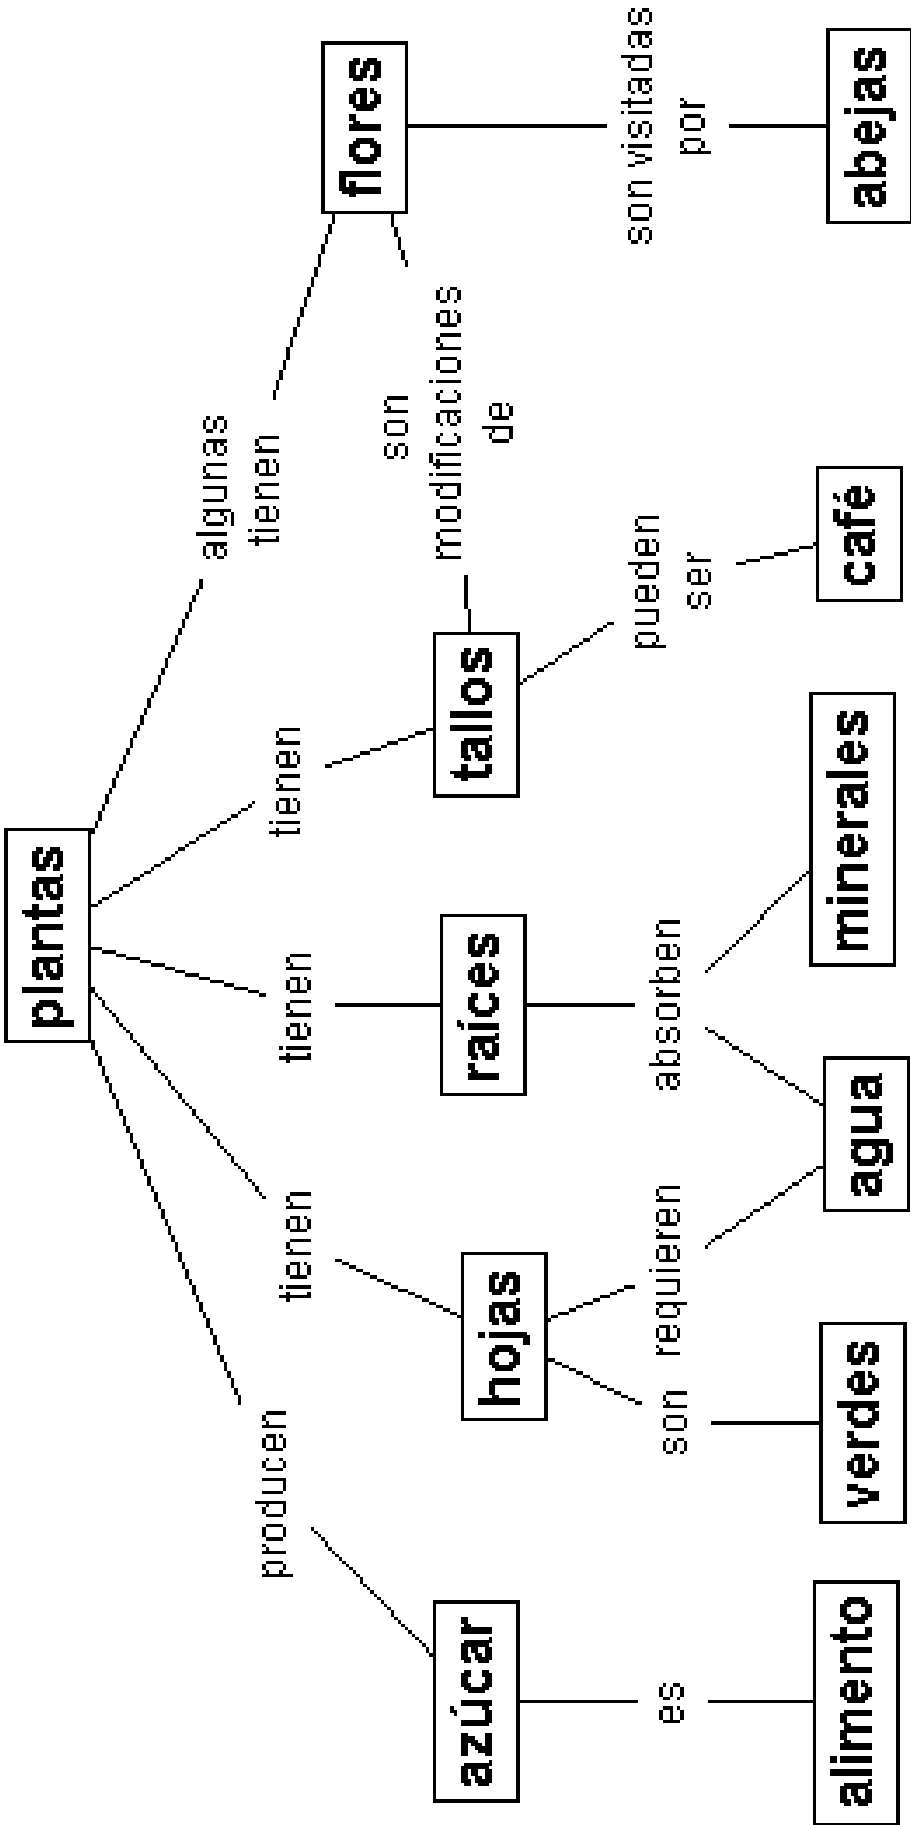 plantas
algunas
tienen
tienen
tienen
tienen
producen
flores
son
modificaciones
de
tallos
raíces
hojas
azúcar
son visitadas
por
pueden
ser
absorben
requieren
son
es
abejas
café
minerales
agua
verdes
alimento